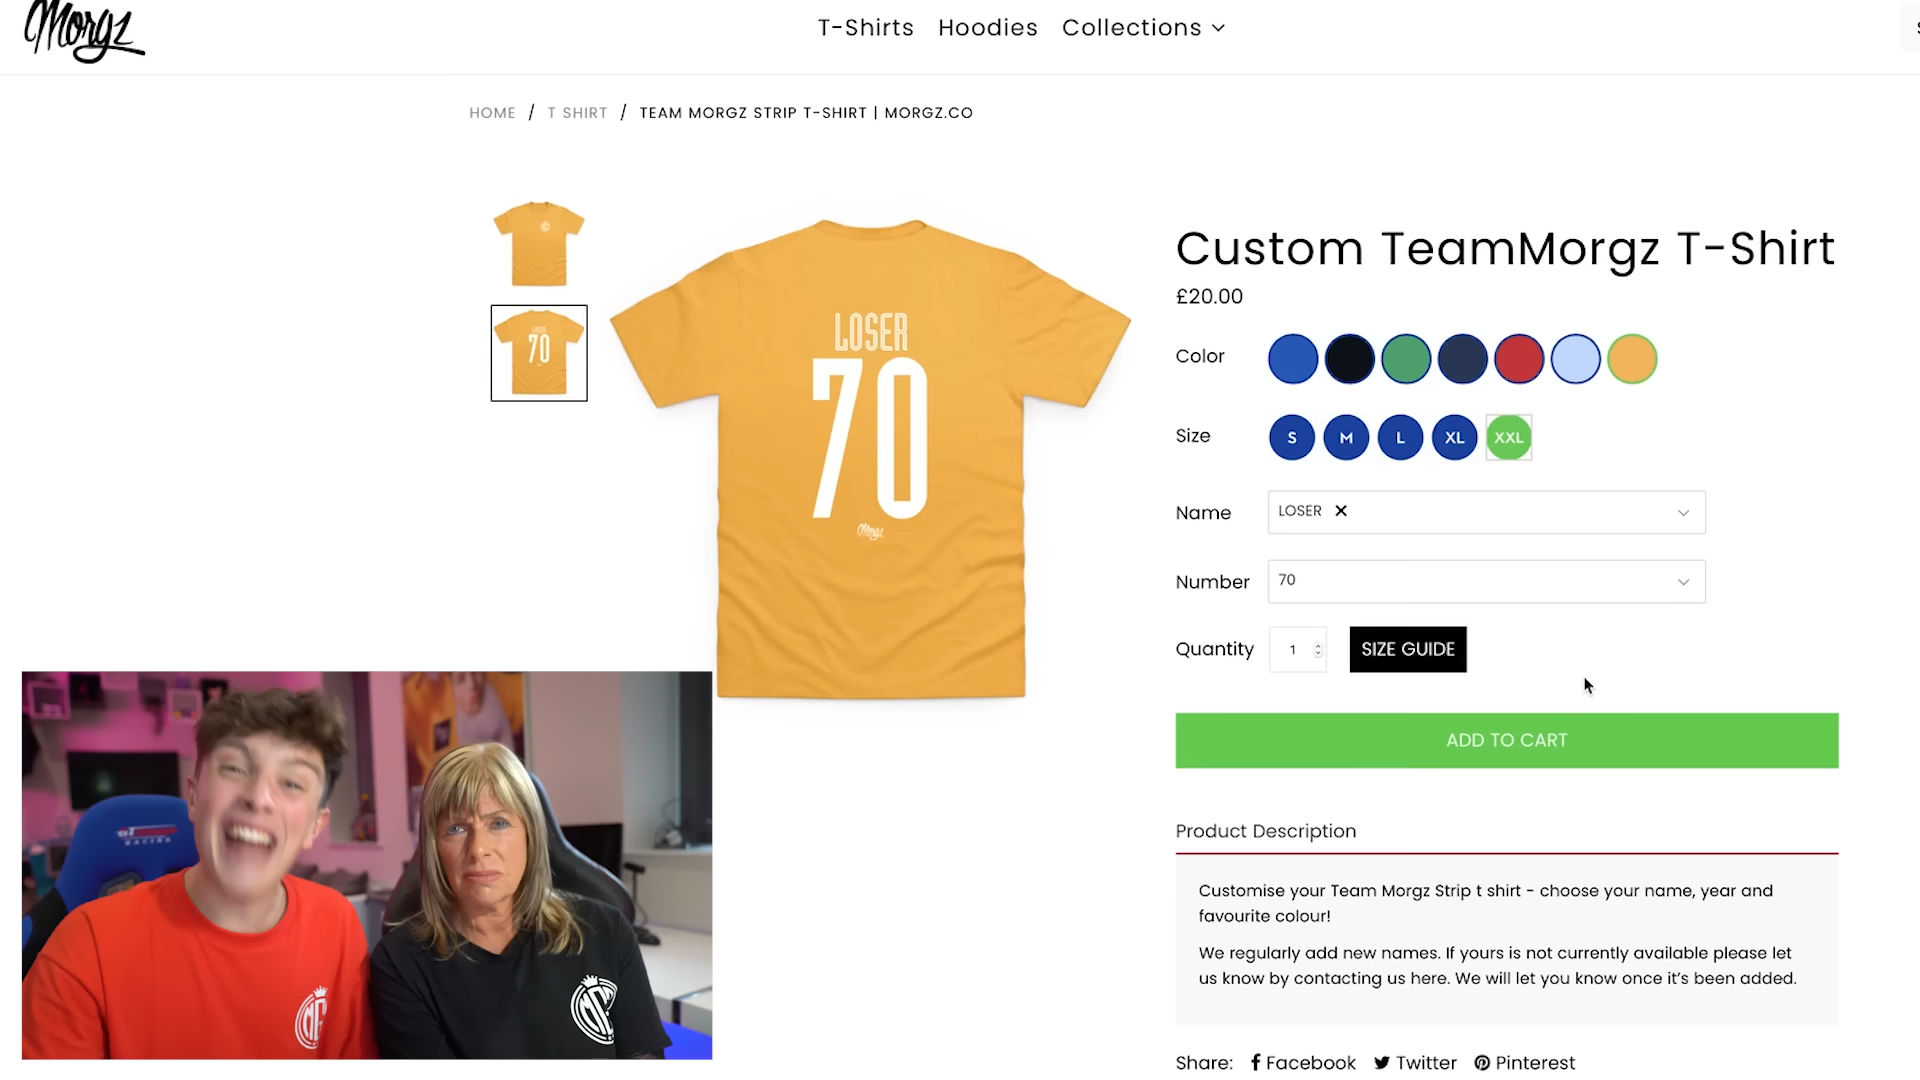 Morgz
T-Shirts Hoodies Collections
HOME / T SHIRT / TEAM MORGZ STRIP T-SHIRT | MORGZ.CO
LOSER
70
Morgz
LOSER
70
Custom TeamMorgz T-Shirt
£20.00
Color
Size S M L XL XXL
Name LOSER ✕
Number 70
Quantity 1 SIZE GUIDE
ADD TO CART
Product Description
Customise your Team Morgz Strip t shirt - choose your name, year and
favourite colour!
We regularly add new names. If yours is not currently available please let
us know by contacting us here. We will let you know once it's been added.
Share: Facebook Twitter Pinterest
RACING